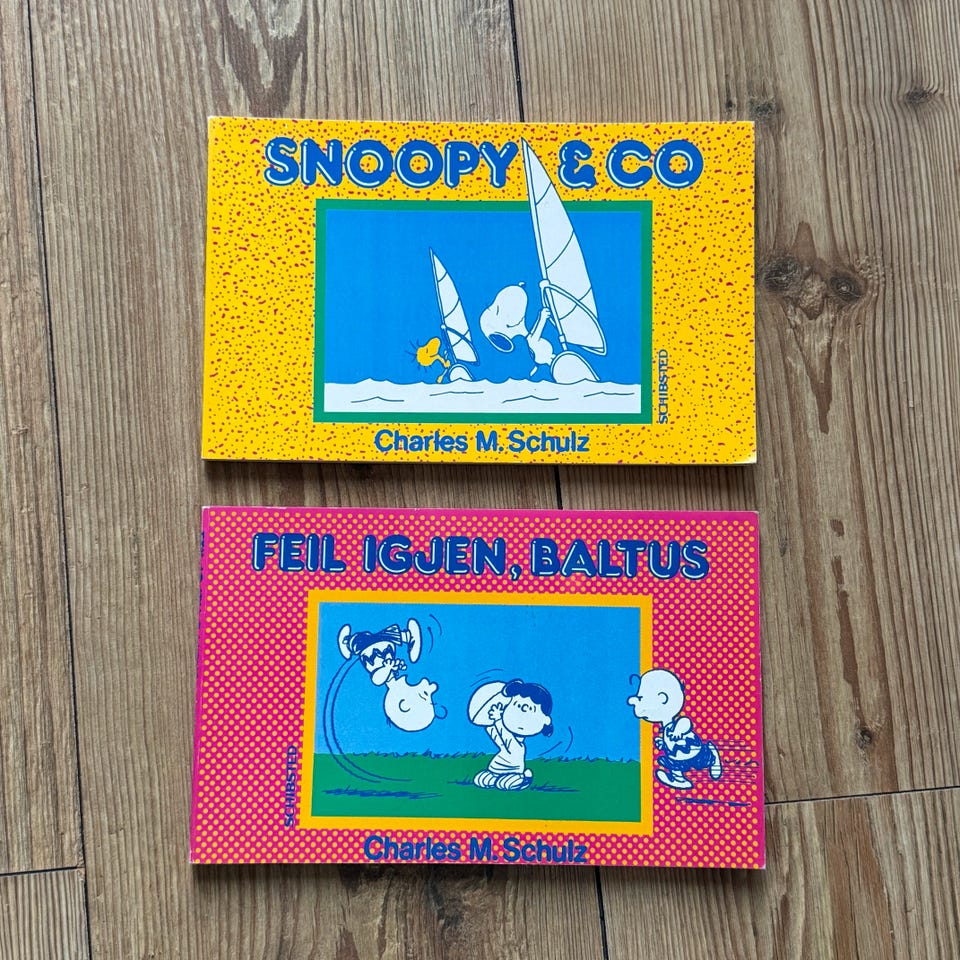 SNOOPY & CO
SCHIBSTED
Charles M. Schulz
FEIL IGJEN, BALTUS
SCHIBSTED
Charles M. Schulz